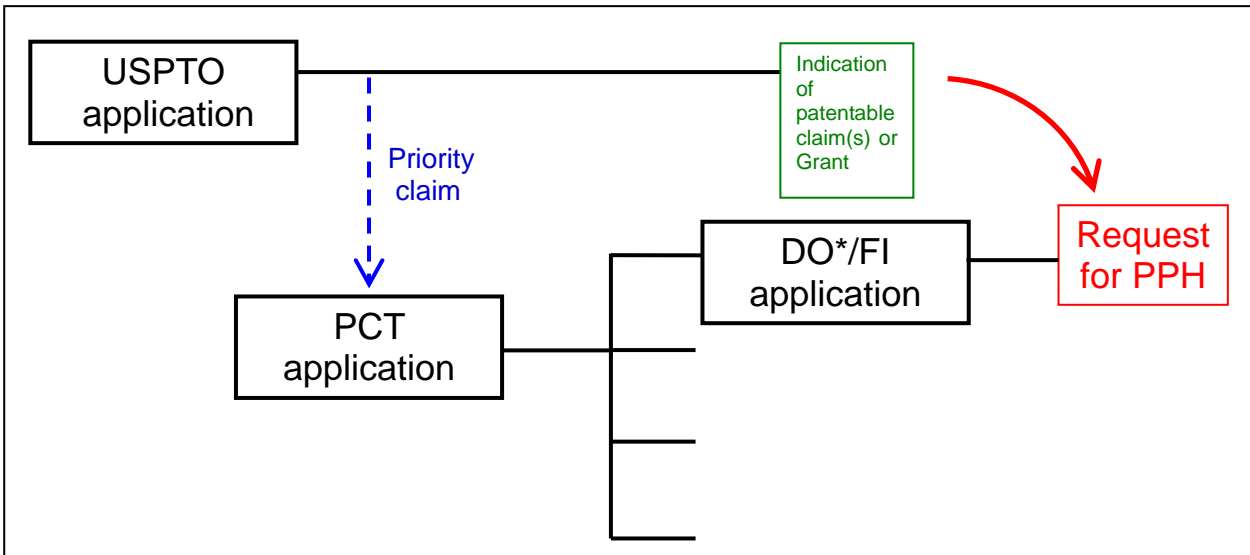 USPTO
application
Indication
of
patentable
claim(s) or
Grant
Priority
claim
DO*/FI
application
Request
for PPH
PCT
application